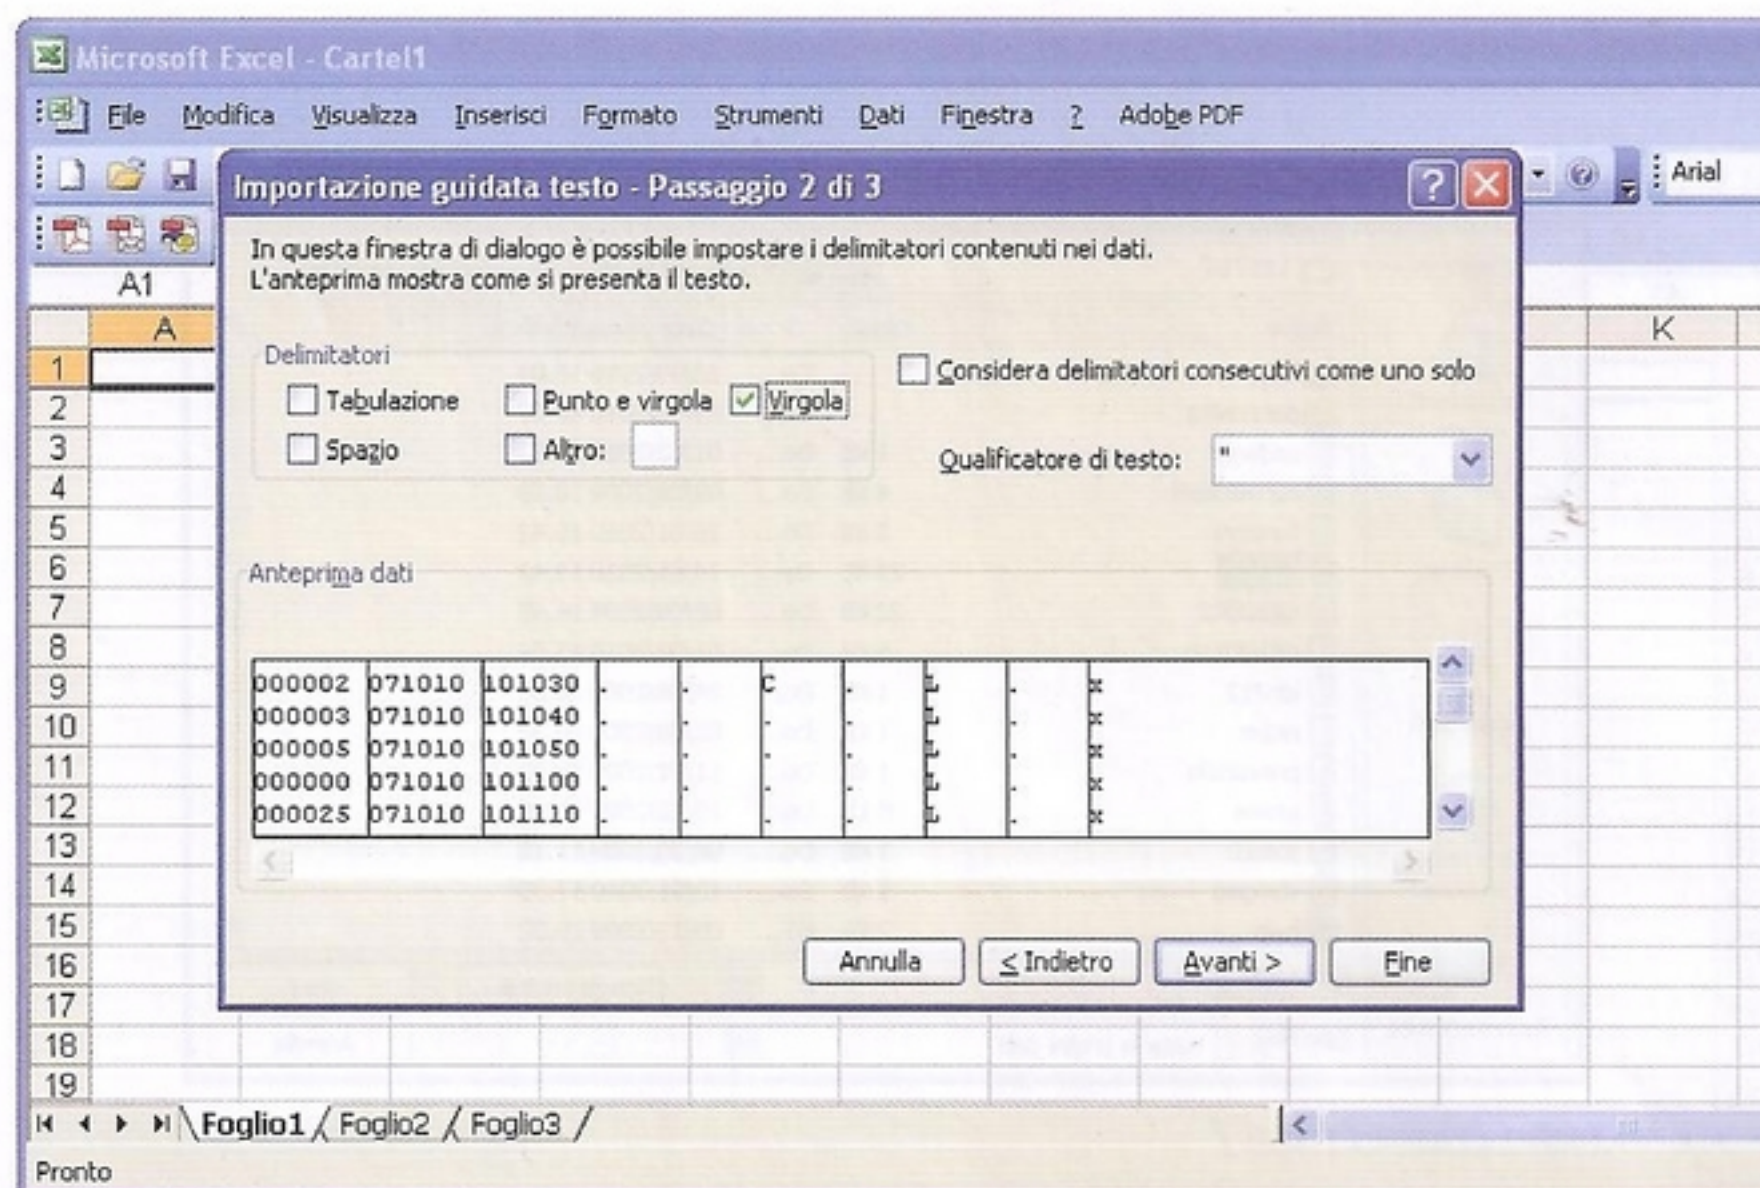 Microsoft Excel - Cartel1
File Modifica Visualizza Inserisci Formato Strumenti Dati Finestra ? Adobe PDF
Arial
Importazione guidata testo - Passaggio 2 di 3
In questa finestra di dialogo è possibile impostare i delimitatori contenuti nei dati.
L'anteprima mostra come si presenta il testo.
A1
A K
Delimitatori
Tabulazione Punto e virgola Virgola
Spazio Altro:
Considera delimitatori consecutivi come uno solo
Qualificatore di testo: "
Anteprima dati
000002 071010 101030 . . C . L . x
000003 071010 101040 . . . . L . x
000005 071010 101050 . . . . L . x
000000 071010 101100 . . . . L . x
000025 071010 101110 . . . . L . x
Annulla < Indietro Avanti > Fine
1
2
3
4
5
6
7
8
9
10
11
12
13
14
15
16
17
18
19
Foglio1 Foglio2 Foglio3
Pronto